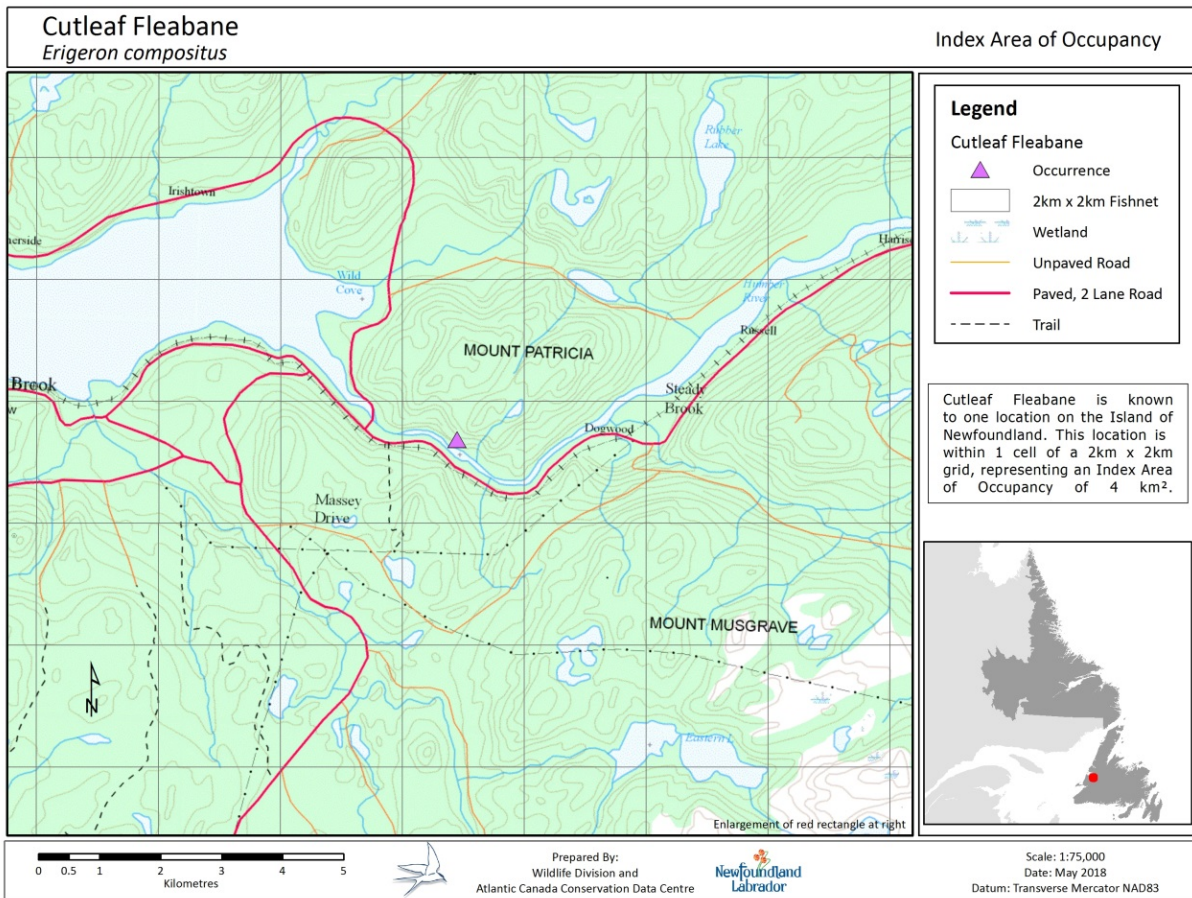 Cutleaf Fleabane
Erigeron compositus
Index Area of Occupancy
Rubber
Lake
Irishtown
nerside
Harriso
Wild
Cove
Humber
River
Russell
MOUNT PATRICIA
Brook
w
Steady
Brook
Dogwood
Massey
Drive
MOUNT MUSGRAVE
Eastern L
N
Enlargement of red rectangle at right
Legend
Cutleaf Fleabane
Occurrence
2km x 2km Fishnet
Wetland
Unpaved Road
Paved, 2 Lane Road
Trail
Cutleaf Fleabane is known
to one location on the Island of
Newfoundland. This location is
within 1 cell of a 2km x 2km
grid, representing an Index Area
of Occupancy of 4 km².
0 0.5 1 2 3 4 5
Kilometres
Prepared By:
Wildlife Division and
Atlantic Canada Conservation Data Centre
Newfoundland
Labrador
Scale: 1:75,000
Date: May 2018
Datum: Transverse Mercator NAD83